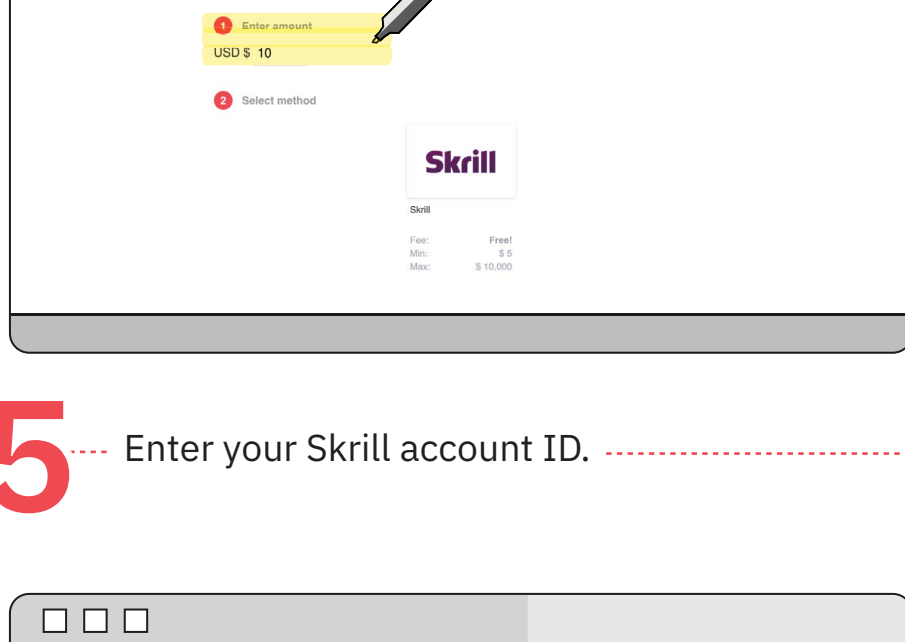 1 Enter amount
USD $ 10
2 Select method
Skrill
Skrill
Fee: Free!
Min: $ 5
Max: $ 10,000
5 Enter your Skrill account ID.